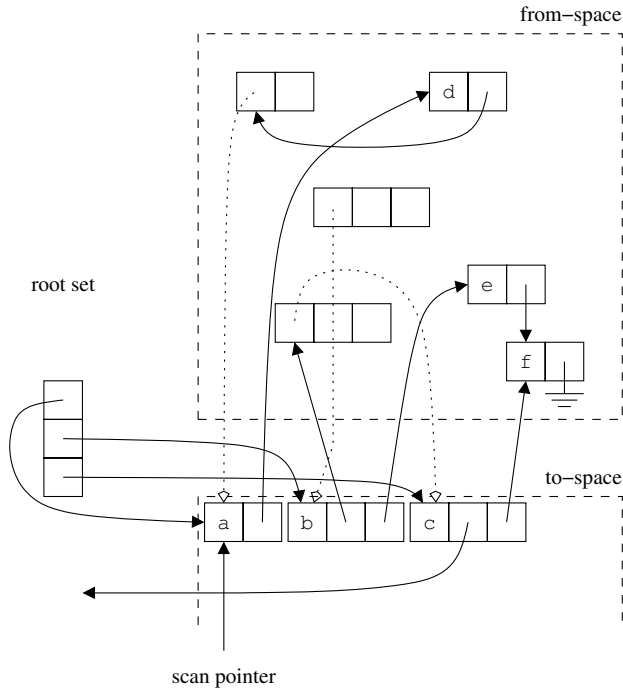 from−space
d
e
root set
f
to−space
a
b
c
scan pointer